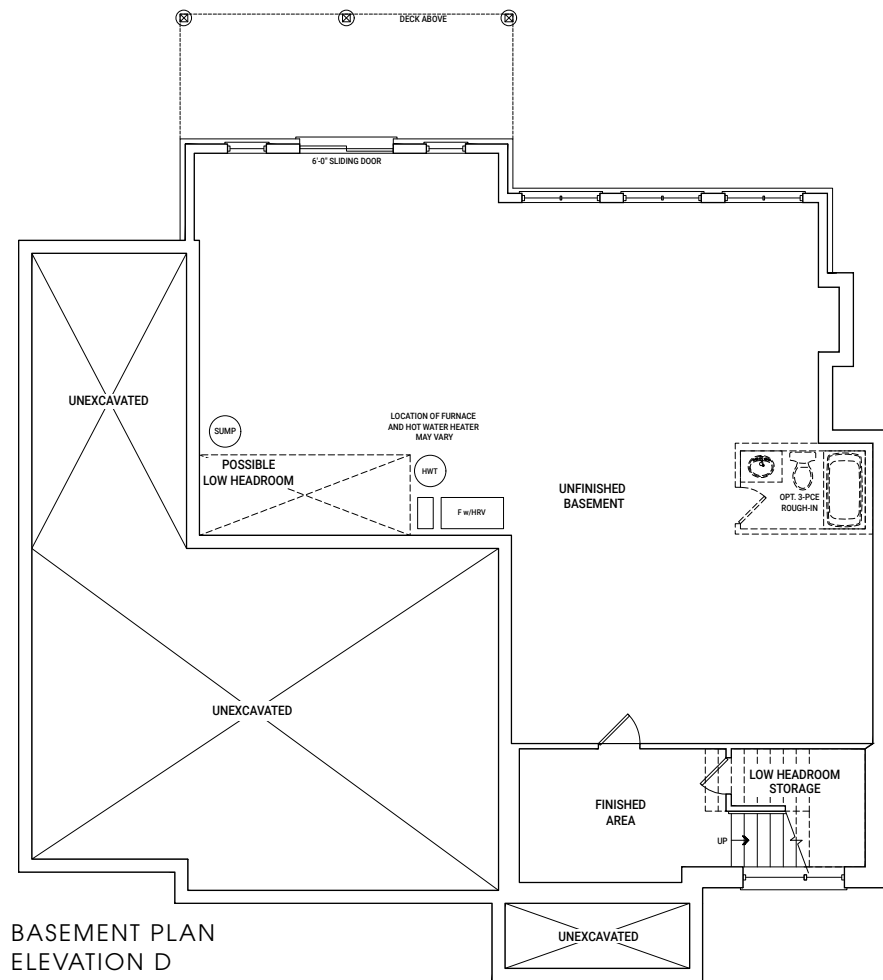 DECK ABOVE
6'-0" SLIDING DOOR
UNEXCAVATED
SUMP
LOCATION OF FURNACE
AND HOT WATER HEATER
MAY VARY
POSSIBLE
LOW HEADROOM
HWT
F w/HRV
UNFINISHED
BASEMENT
OPT. 3-PCE
ROUGH-IN
UNEXCAVATED
FINISHED
AREA
LOW HEADROOM
STORAGE
UP
UNEXCAVATED
BASEMENT PLAN
ELEVATION D